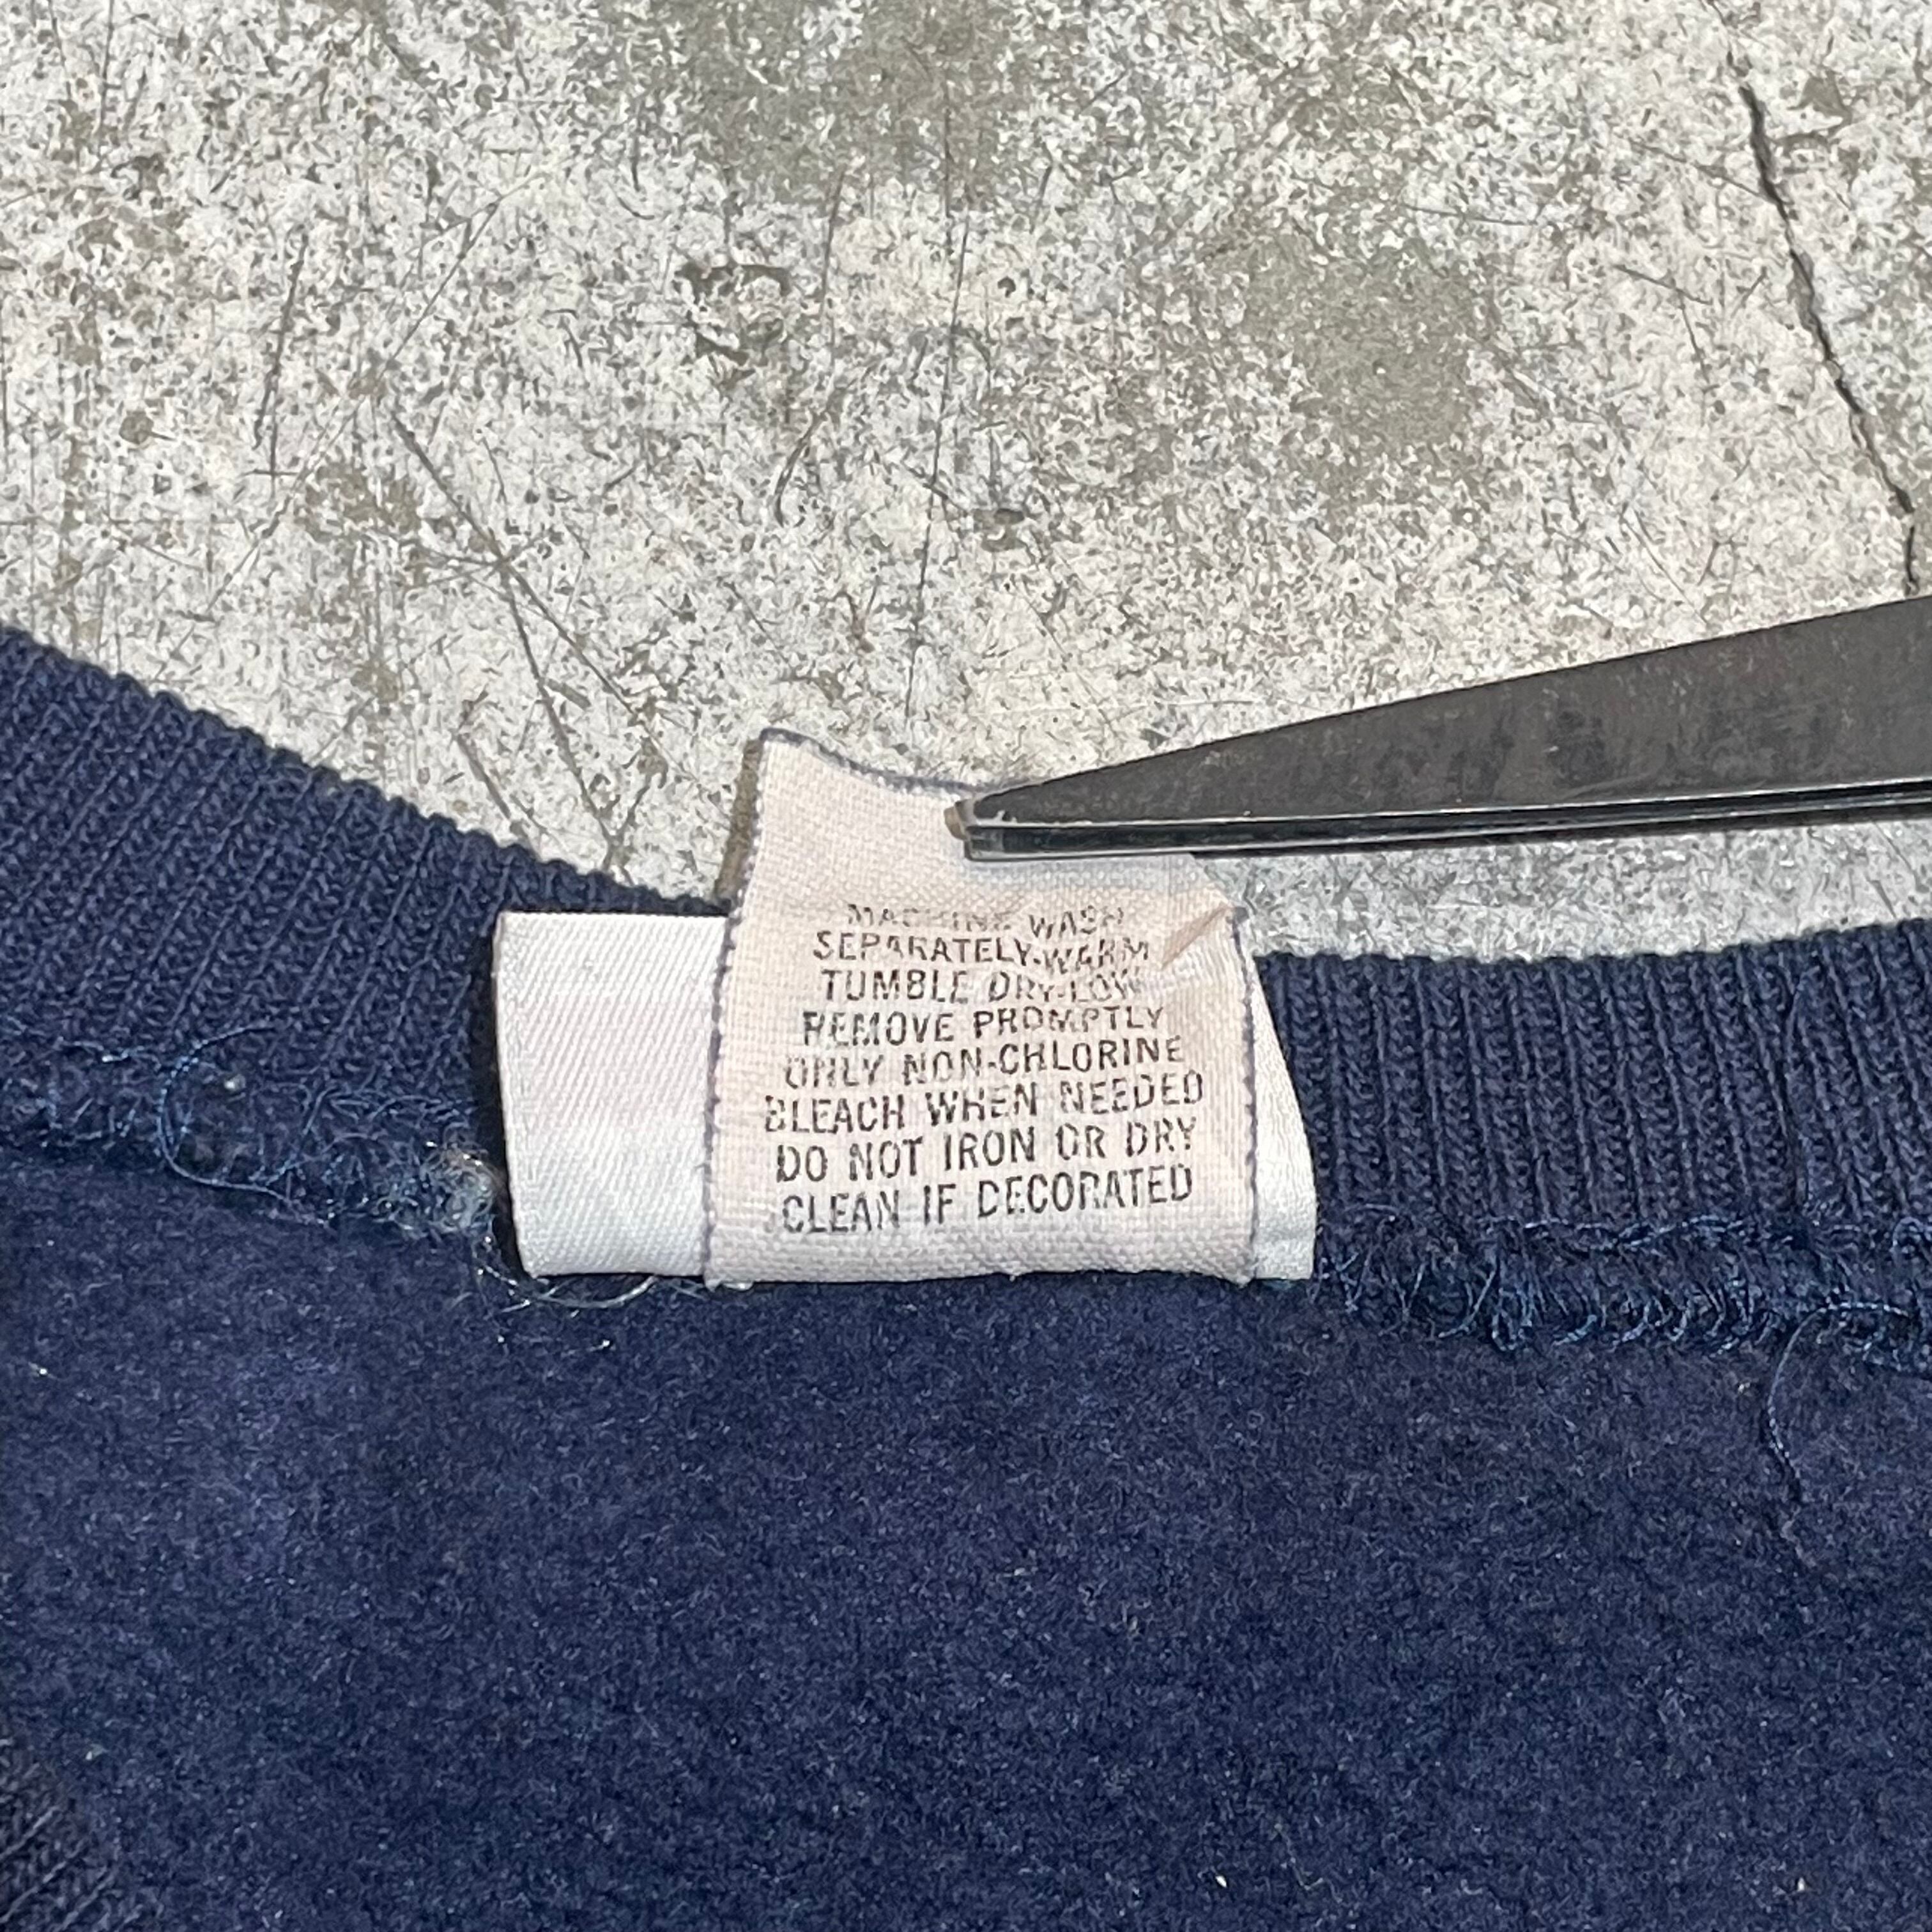 MACHINE WASH
SEPARATELY-WARM
TUMBLE DRY-LOW
REMOVE PROMPTLY
ONLY NON-CHLORINE
BLEACH WHEN NEEDED
DO NOT IRON OR DRY
CLEAN IF DECORATED